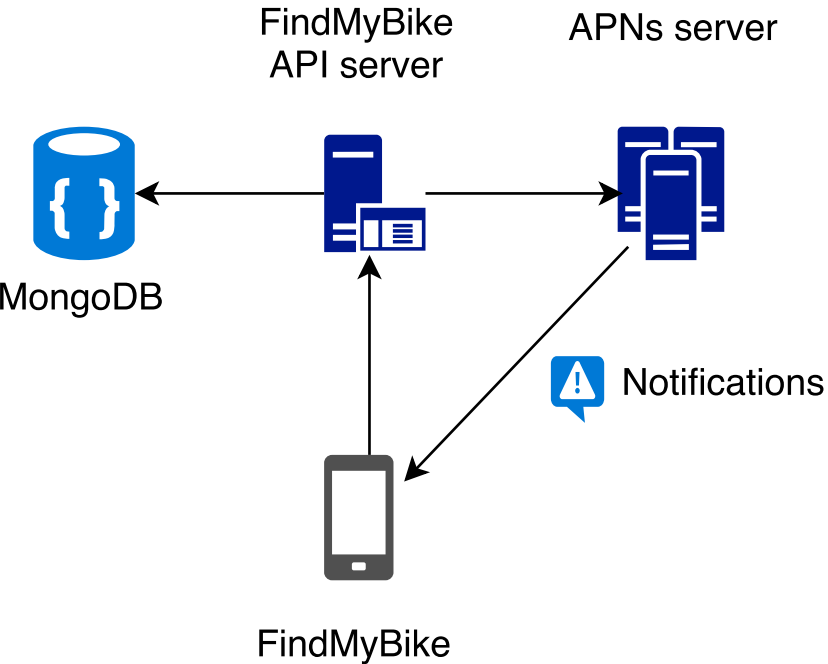 FindMyBike
API server
APNs server
{ }
MongoDB
!
Notifications
FindMyBike